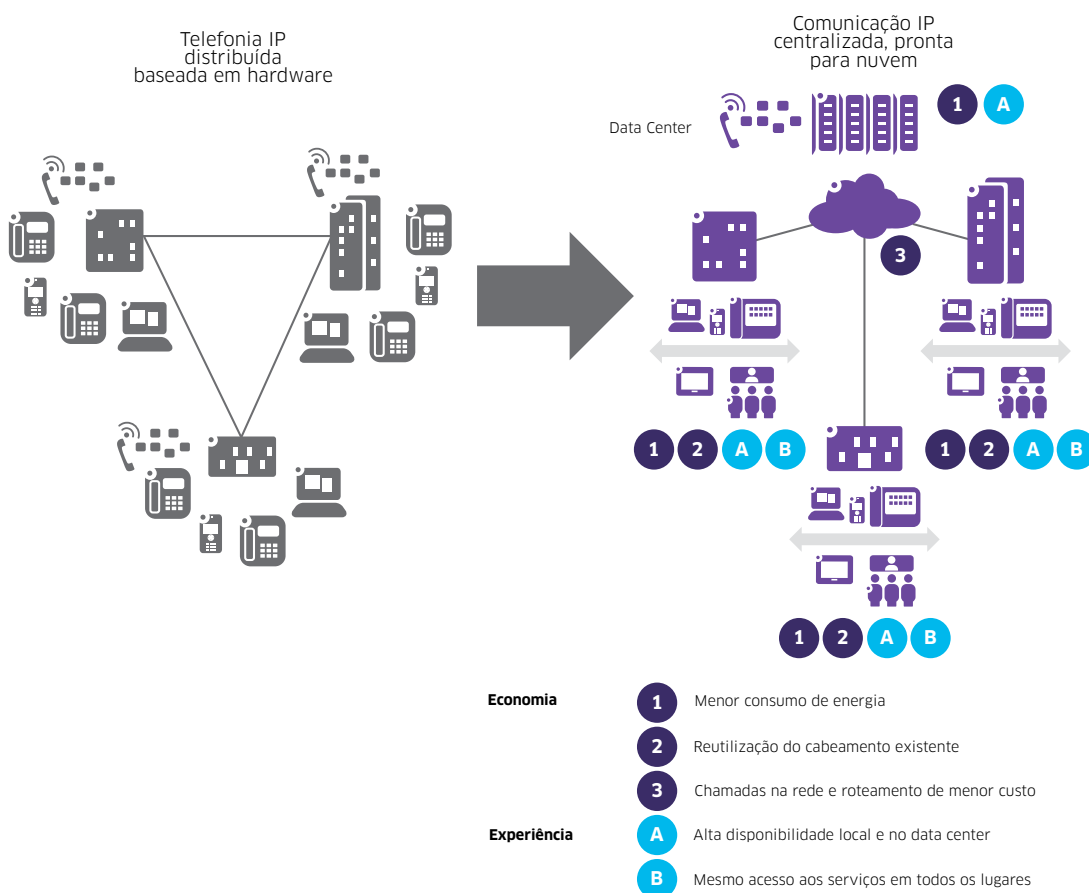 Telefonia IP
distribuída
baseada em hardware
Comunicação IP
centralizada, pronta
para nuvem
Data Center
1 A
3
1 2 A B
1 2 A B
1 2 A B
Economia
1 Menor consumo de energia
2 Reutilização do cabeamento existente
3 Chamadas na rede e roteamento de menor custo
Experiência
A Alta disponibilidade local e no data center
B Mesmo acesso aos serviços em todos os lugares